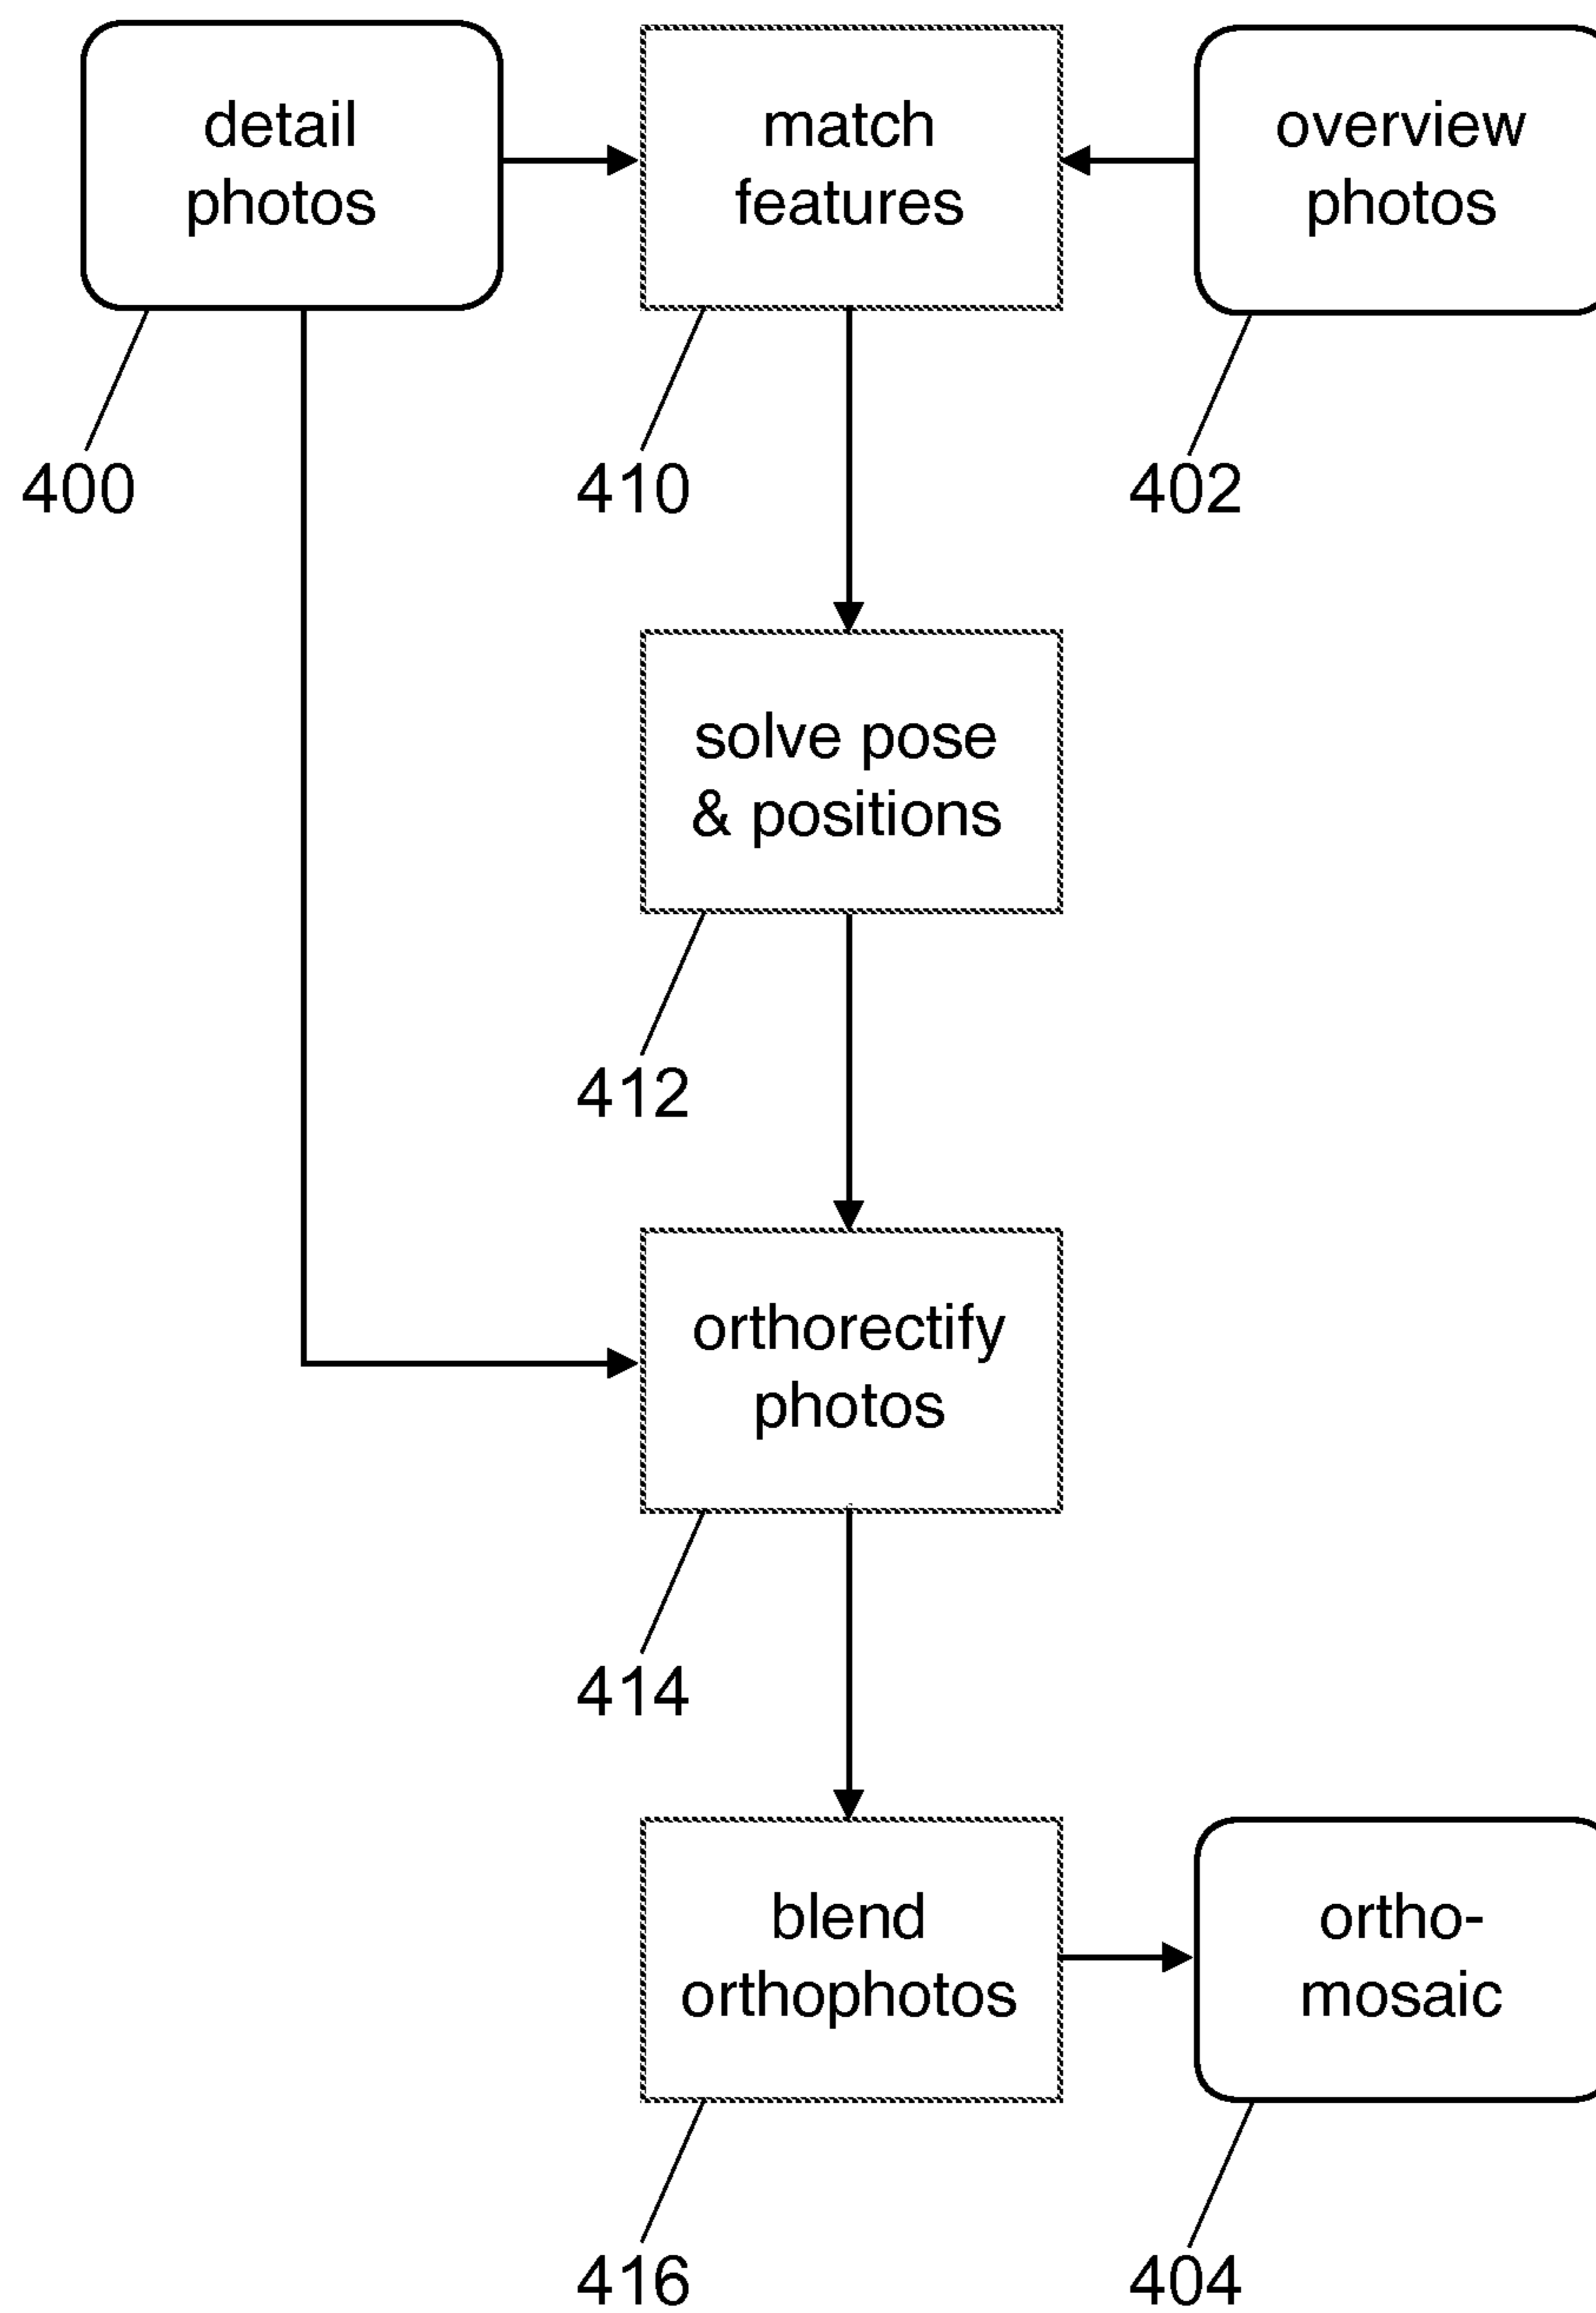 detail
photos
match
features
overview
photos
400
410
402
solve pose
& positions
412
orthorectify
photos
414
blend
orthophotos
ortho-
mosaic
416
404